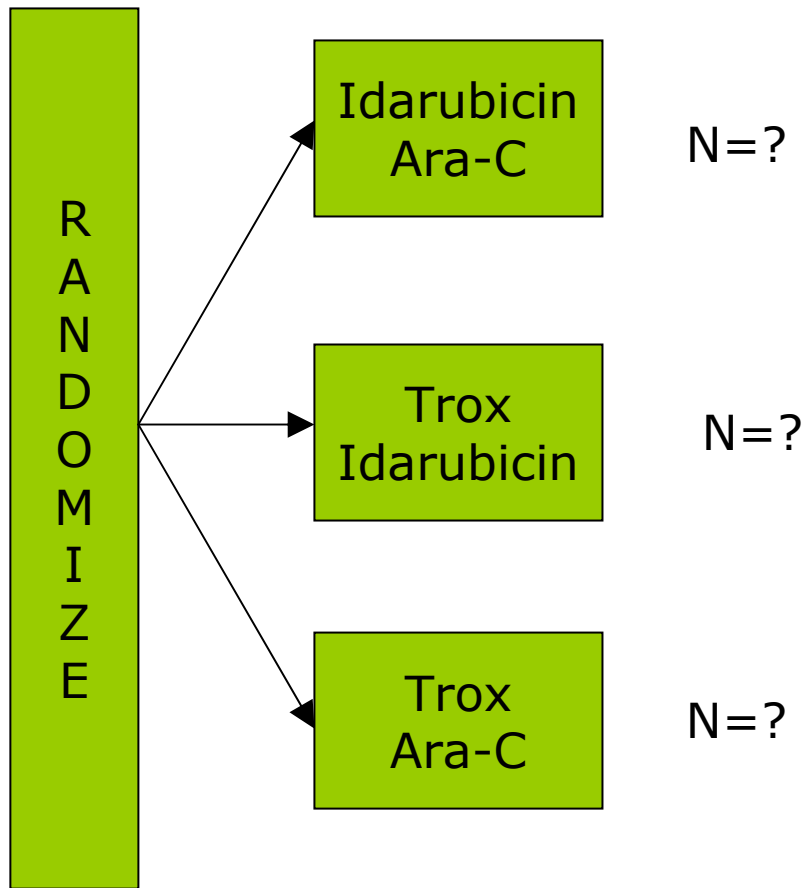 R
A
N
D
O
M
I
Z
E
Idarubicin
Ara-C
N=?
Trox
Idarubicin
N=?
Trox
Ara-C
N=?